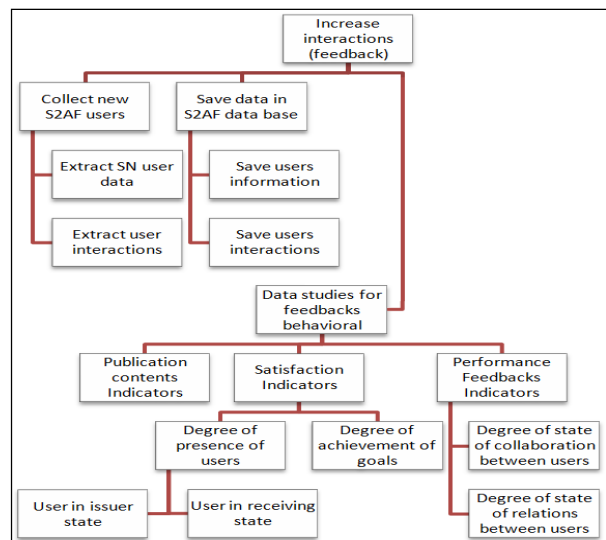 Increase
interactions
(feedback)
Collect new
S2AF users
Save data in
S2AF data base
Extract SN user
data
Save users
information
Extract user
interactions
Save users
interactions
Data studies for
feedbacks
behavioral
Publication
contents
Indicators
Satisfaction
Indicators
Performance
Feedbacks
Indicators
Degree of
presence of
users
Degree of
achievement of
goals
Degree of state
of collaboration
between users
User in issuer
state
User in receiving
state
Degree of state
of relations
between users